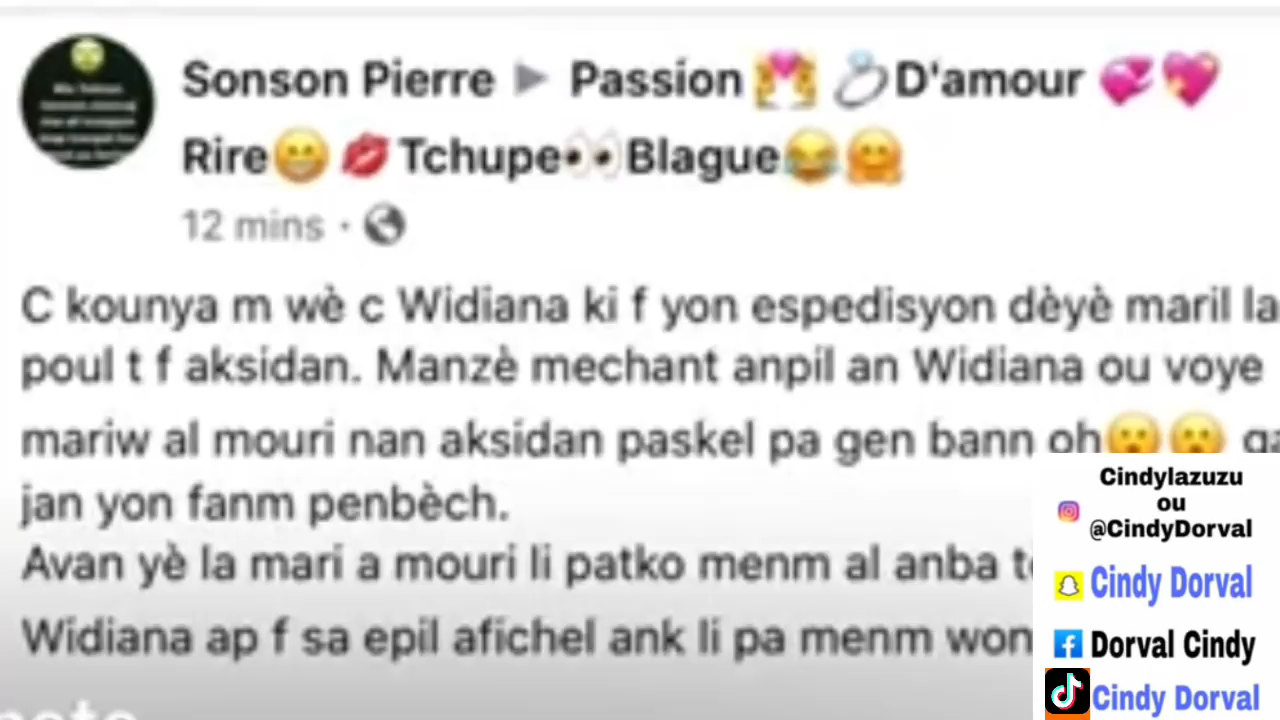 Sonson Pierre ▶ Passion 💏 💍D'amour 💞💖
Rire😁💋Tchupe👀Blague😂🤗
12 mins ·
C kounya m wè c Widiana ki f yon espedisyon dèyè maril la
poul t f aksidan. Manzè mechant anpil an Widiana ou voye
mariw al mouri nan aksidan paskel pa gen bann oh😮😮
jan yon fanm penbèch.
Avan yè la mari a mouri li patko menm al anba
Widiana ap f sa epil afichel ank li pa menm won
Cindylazuzu
ou
@CindyDorval
Cindy Dorval
Dorval Cindy
Cindy Dorval